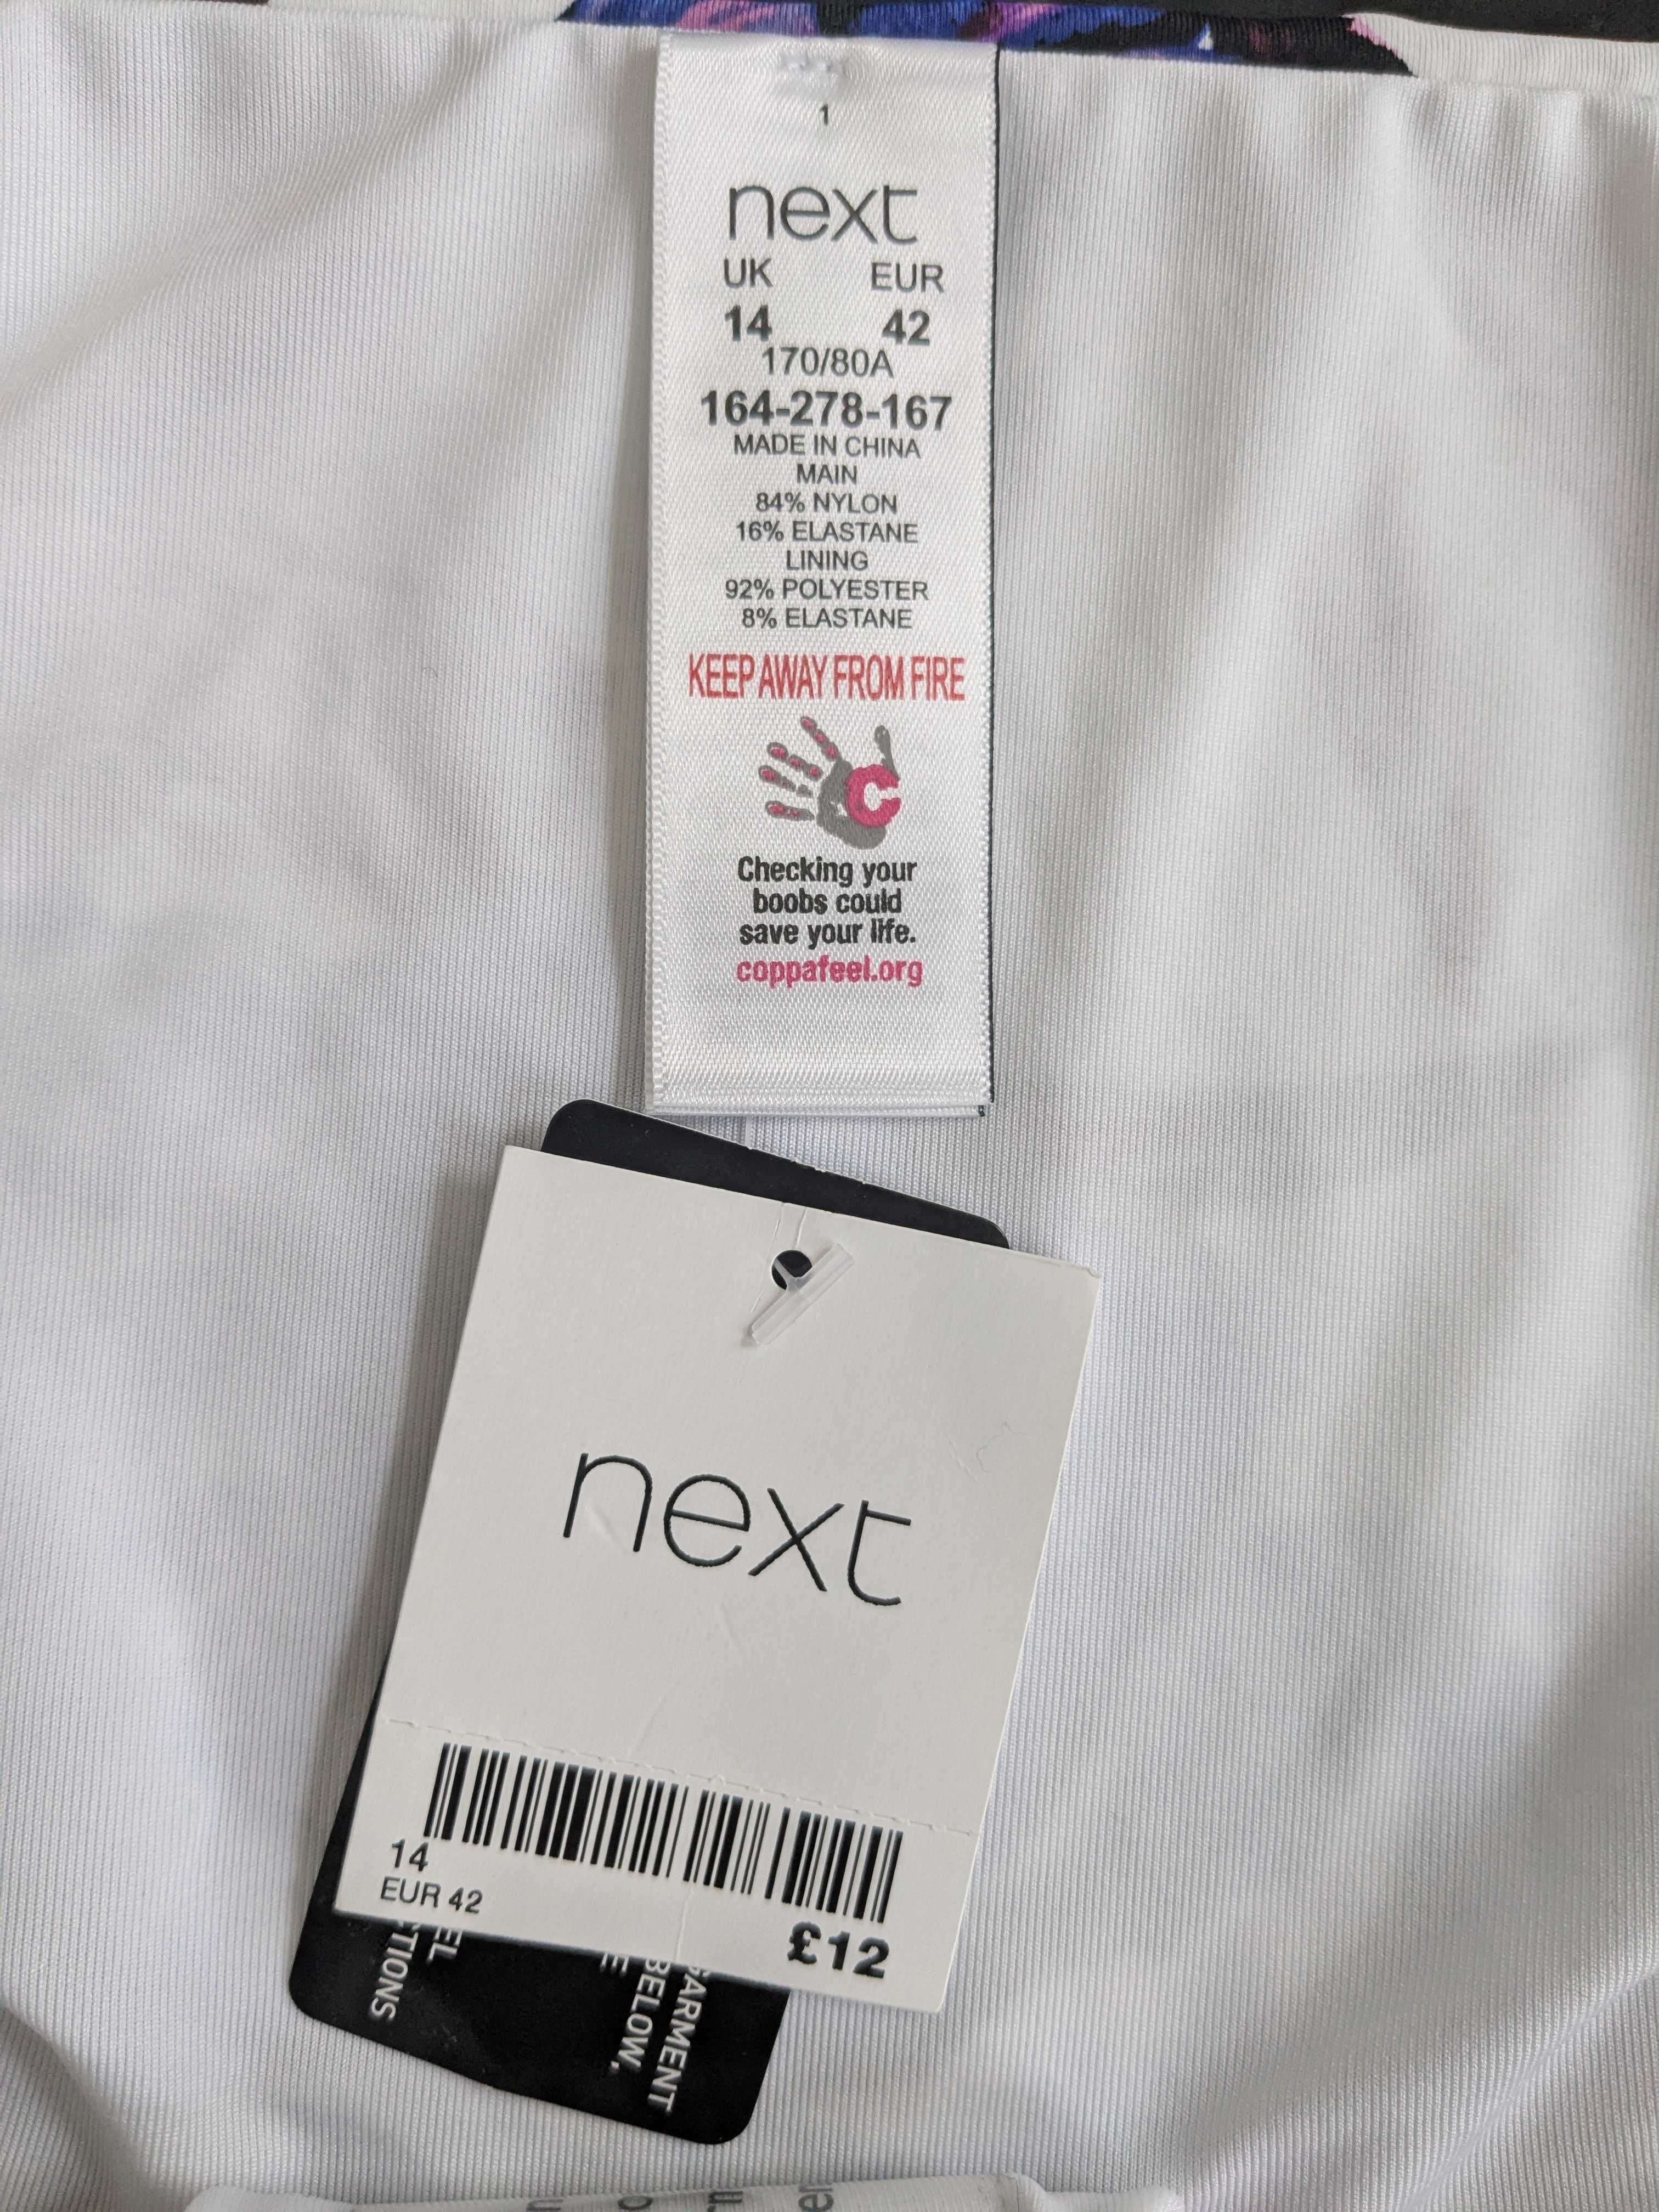 1
next
UK EUR
14 42
170/80A
164-278-167
MADE IN CHINA
MAIN
84% NYLON
16% ELASTANE
LINING
92% POLYESTER
8% ELASTANE
KEEP AWAY FROM FIRE
C
Checking your
boobs could
save your life.
coppafeel.org
next
14
EUR 42
£12
GARMENT
BELOW,